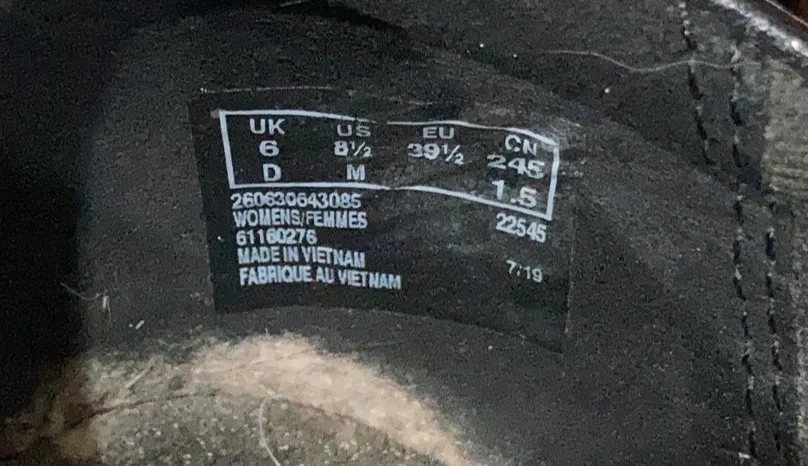 UK US EU CN
6 8½ 39½ 245
D M 1.5
260630643085
WOMENS/FEMMES 22545
61160276
MADE IN VIETNAM 7/19
FABRIQUE AU VIETNAM